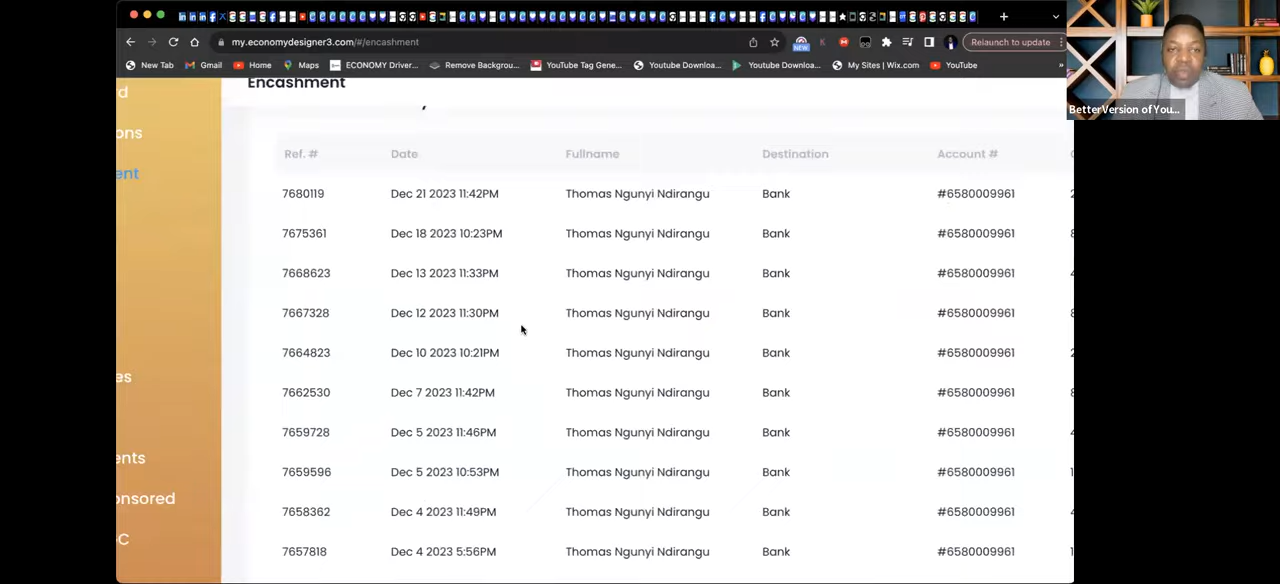 NEW
my.economydesigner3.com/#/encashment
Relaunch to update
New Tab
Gmail
Home
Maps
ECONOMY Driver...
Remove Backgrou...
YouTube Tag Gene...
Youtube Downloa...
Youtube Downloa...
My Sites | Wix.com
YouTube
BetterVersion of You...
Encashment
ons
ent
es
ents
onsored
Ref. # Date Fullname Destination Account #
7680119 Dec 21 2023 11:42PM Thomas Ngunyi Ndirangu Bank #6580009961
7675361 Dec 18 2023 10:23PM Thomas Ngunyi Ndirangu Bank #6580009961
7668623 Dec 13 2023 11:33PM Thomas Ngunyi Ndirangu Bank #6580009961
7667328 Dec 12 2023 11:30PM Thomas Ngunyi Ndirangu Bank #6580009961
7664823 Dec 10 2023 10:21PM Thomas Ngunyi Ndirangu Bank #6580009961
7662530 Dec 7 2023 11:42PM Thomas Ngunyi Ndirangu Bank #6580009961
7659728 Dec 5 2023 11:46PM Thomas Ngunyi Ndirangu Bank #6580009961
7659596 Dec 5 2023 10:53PM Thomas Ngunyi Ndirangu Bank #6580009961
7658362 Dec 4 2023 11:49PM Thomas Ngunyi Ndirangu Bank #6580009961
7657818 Dec 4 2023 5:56PM Thomas Ngunyi Ndirangu Bank #6580009961